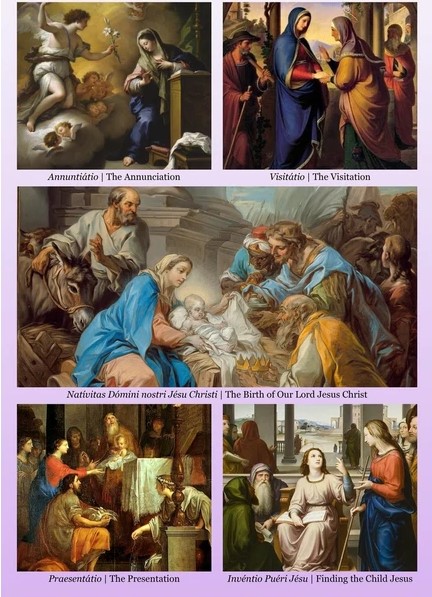 Annuntiátio | The Annunciation
Visitátio | The Visitation
Nativitas Dómini nostri Jésu Christi | The Birth of Our Lord Jesus Christ
Praesentátio | The Presentation
Invéntio Puéri Jésu | Finding the Child Jesus